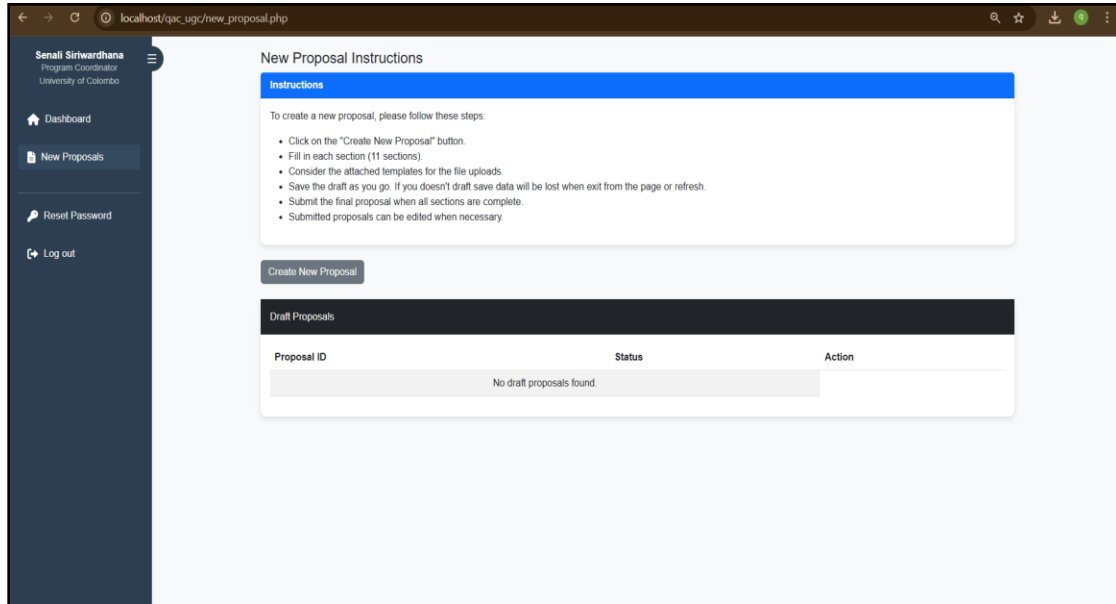 localhost/qac_ugc/new_proposal.php
q
Senali Siriwardhana
Program Coordinator
University of Colombo
Dashboard
New Proposals
Reset Password
Log out
New Proposal Instructions
Instructions
To create a new proposal, please follow these steps:
• Click on the "Create New Proposal" button.
• Fill in each section (11 sections).
• Consider the attached templates for the file uploads.
• Save the draft as you go. If you doesn't draft save data will be lost when exit from the page or refresh.
• Submit the final proposal when all sections are complete.
• Submitted proposals can be edited when necessary.
Create New Proposal
Draft Proposals
Proposal ID Status Action
No draft proposals found.